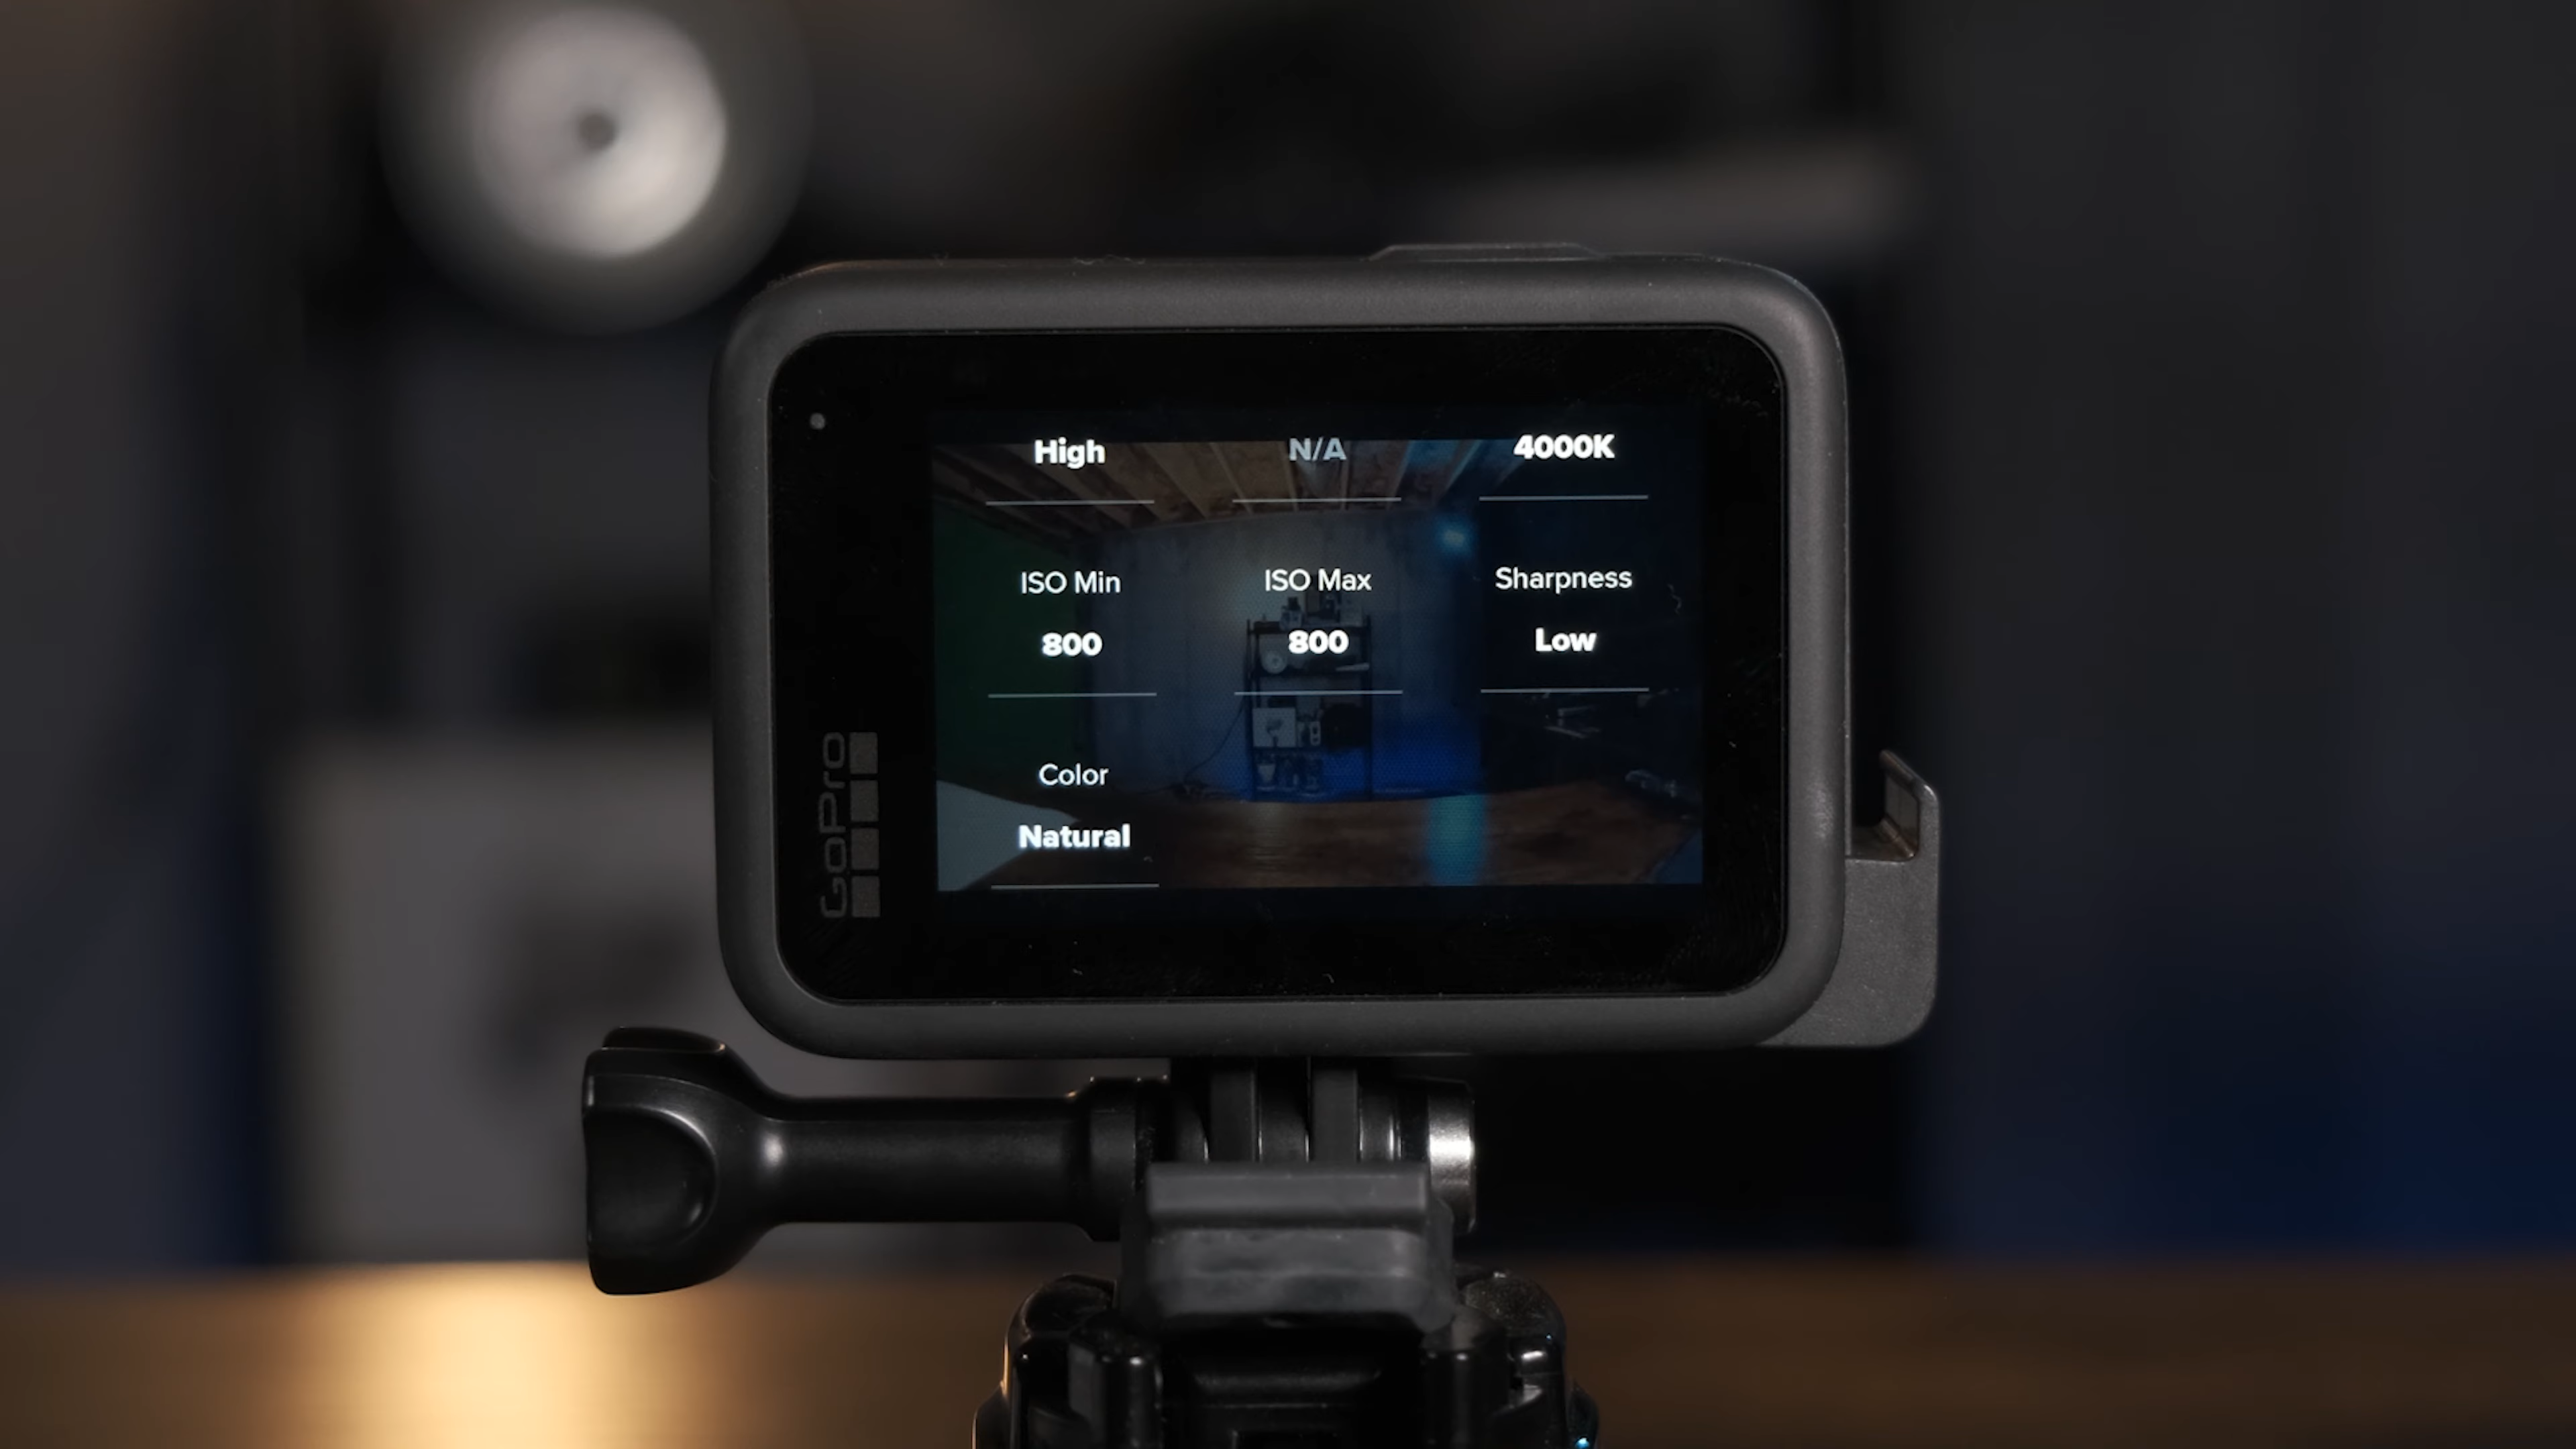 High N/A 4000K
ISO Min ISO Max Sharpness
800 800 Low
Color
Natural
GoPro